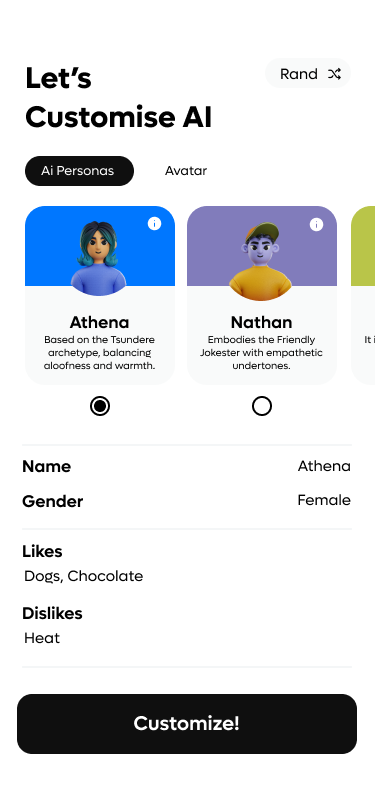 Let's
Rand
Customise AI
Ai Personas
Avatar
Athena
Based on the Tsundere
archetype, balancing
aloofness and warmth.
Nathan
Embodies the Friendly
Jokester with empathetic
undertones.
It i
Name
Athena
Gender
Female
Likes
Dogs, Chocolate
Dislikes
Heat
Customize!